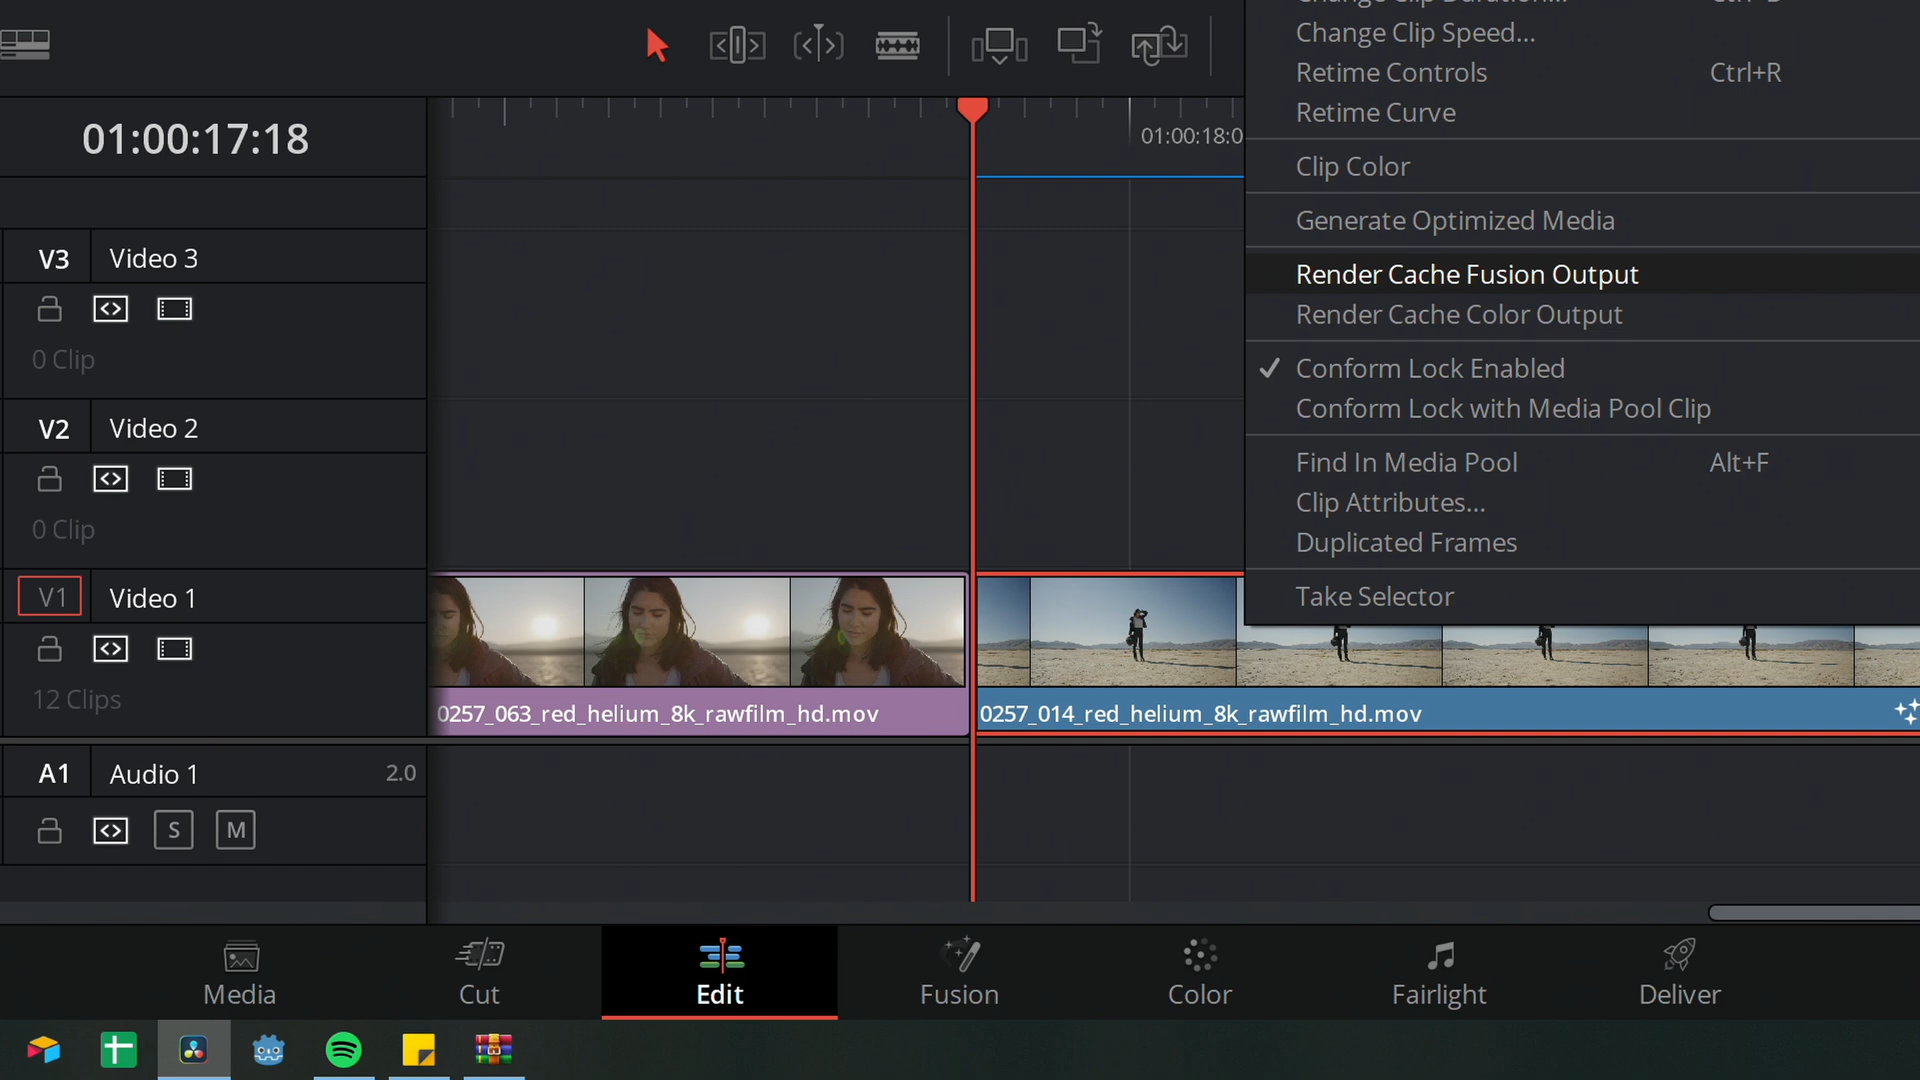 Change Clip Duration... Ctrl+D
Change Clip Speed...
Retime Controls Ctrl+R
Retime Curve
01:00:17:18
01:00:18:0
Clip Color
Generate Optimized Media
V3 Video 3
Render Cache Fusion Output
Render Cache Color Output
0 Clip
Conform Lock Enabled
Conform Lock with Media Pool Clip
V2 Video 2
Find In Media Pool Alt+F
Clip Attributes...
0 Clip
Duplicated Frames
V1 Video 1
Take Selector
12 Clips
0257_063_red_helium_8k_rawfilm_hd.mov
0257_014_red_helium_8k_rawfilm_hd.mov
A1 Audio 1 2.0
S M
Media
Cut
Edit
Fusion
Color
Fairlight
Deliver